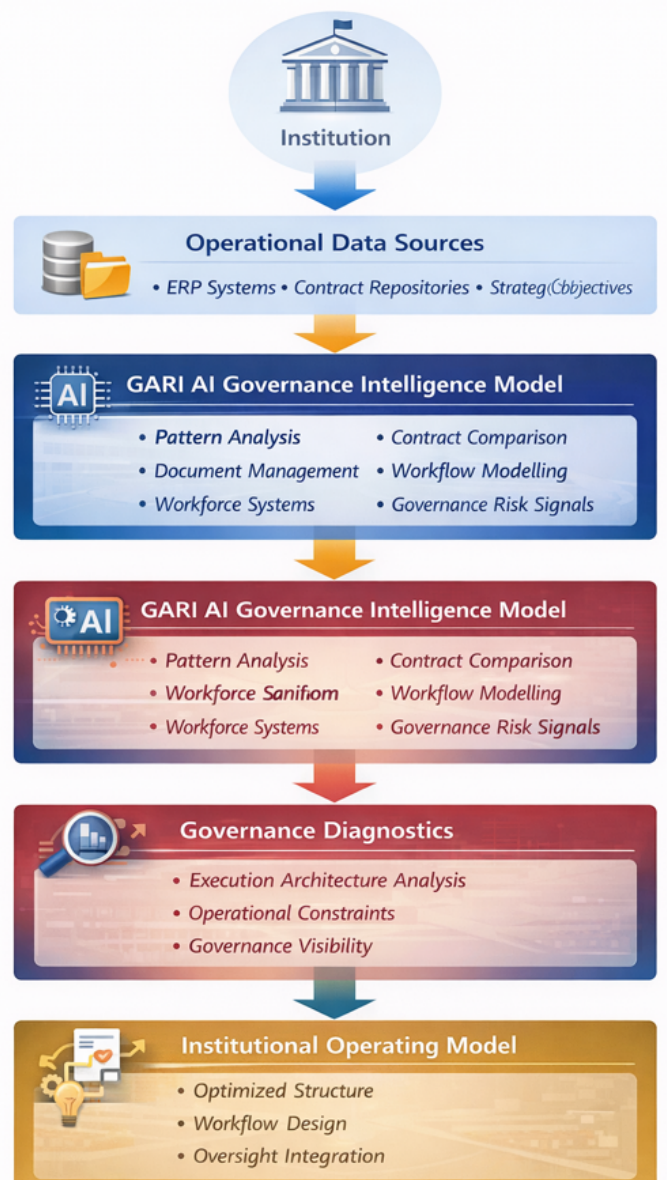 Institution
Operational Data Sources
• ERP Systems • Contract Repositories •
AI
GARI AI Governance Intelligence Model
• Pattern Analysis • Contract Comparison
• Document Management • Workflow Modelling
• Workforce Systems • Governance Risk Signals
AI
GARI AI Governance Intelligence Model
• Pattern Analysis • Contract Comparison
• Workforce • Workflow Modelling
• Workforce Systems • Governance Risk Signals
Governance Diagnostics
• Execution Architecture Analysis
• Operational Constraints
• Governance Visibility
Institutional Operating Model
• Optimized Structure
• Workflow Design
• Oversight Integration